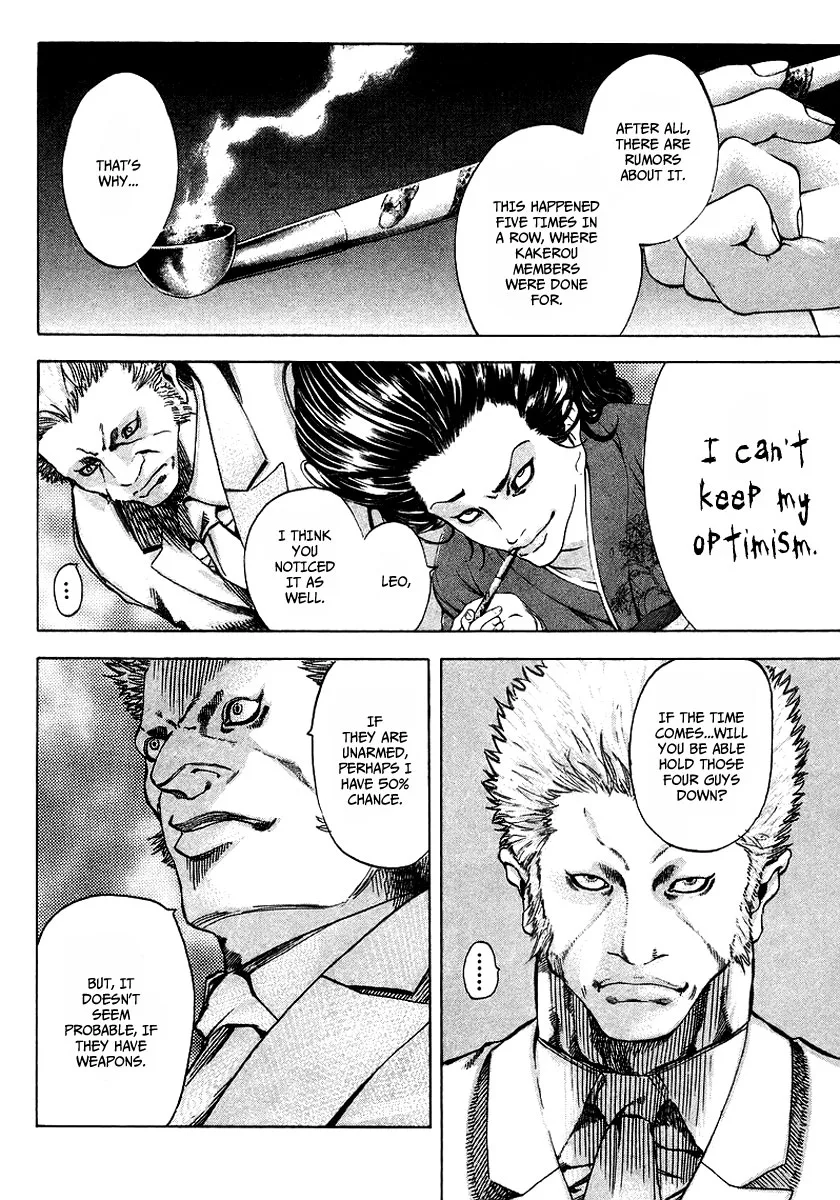 AFTER ALL,
THERE ARE
RUMORS
ABOUT IT.
THIS HAPPENED
FIVE TIMES IN
A ROW, WHERE
KAKEROU
MEMBERS
WERE DONE
FOR.
THAT'S
WHY...
I can't
keep my
optimism.
LEO,
I THINK
YOU
NOTICED
IT AS
WELL.
...
IF THE TIME
COMES...WILL
YOU BE ABLE
HOLD THOSE
FOUR GUYS
DOWN?
.....
IF
THEY ARE
UNARMED,
PERHAPS I
HAVE 50%
CHANCE.
BUT, IT
DOESN'T
SEEM
PROBABLE, IF
THEY HAVE
WEAPONS.